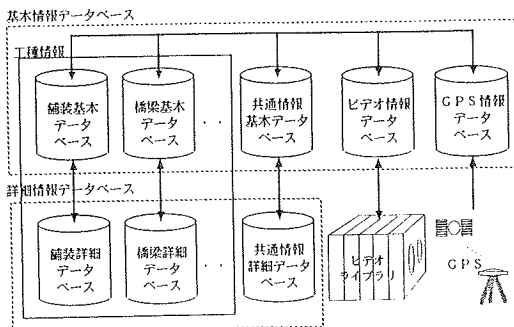 基本情報データベース
工種情報
舗装基本
データ
ベース
橋梁基本
データ
ベース
・・
共通情報
基本データ
ベース
ビデオ情報
データ
ベース
GPS情報
データ
ベース
詳細情報データベース
舗装詳細
データ
ベース
橋梁詳細
データ
ベース
・・
共通情報
詳細データ
ベース
ビデオ
ライブラリ
GPS